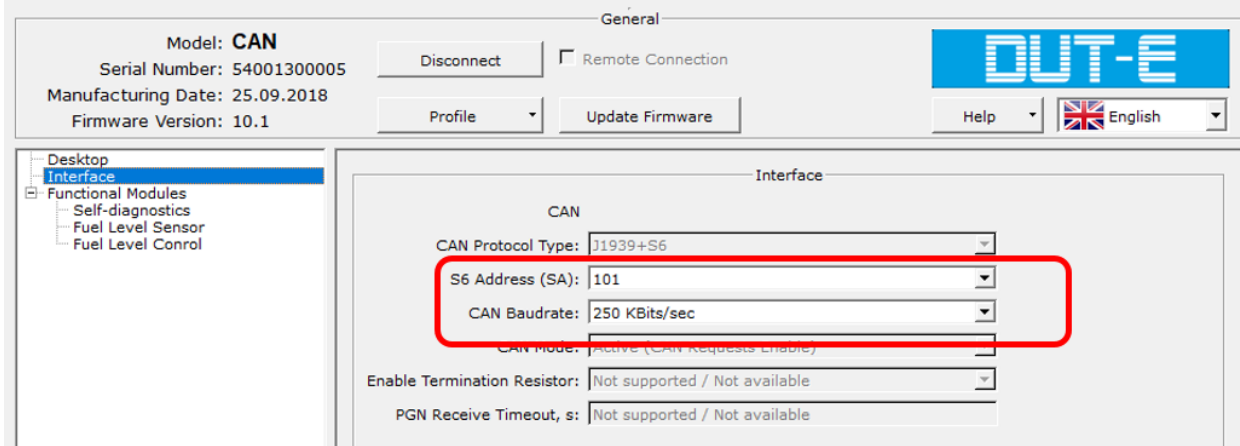 General
Model: CAN
Serial Number: 54001300005
Manufacturing Date: 25.09.2018
Firmware Version: 10.1
Disconnect
Remote Connection
Profile
Update Firmware
DUT-E
Help
English
Desktop
Interface
Functional Modules
Self-diagnostics
Fuel Level Sensor
Fuel Level Conrol
Interface
CAN
CAN Protocol Type: J1939+S6
S6 Address (SA): 101
CAN Baudrate: 250 KBits/sec
CAN Mode: Active (CAN Requests Enable)
Enable Termination Resistor: Not supported / Not available
PGN Receive Timeout, s: Not supported / Not available